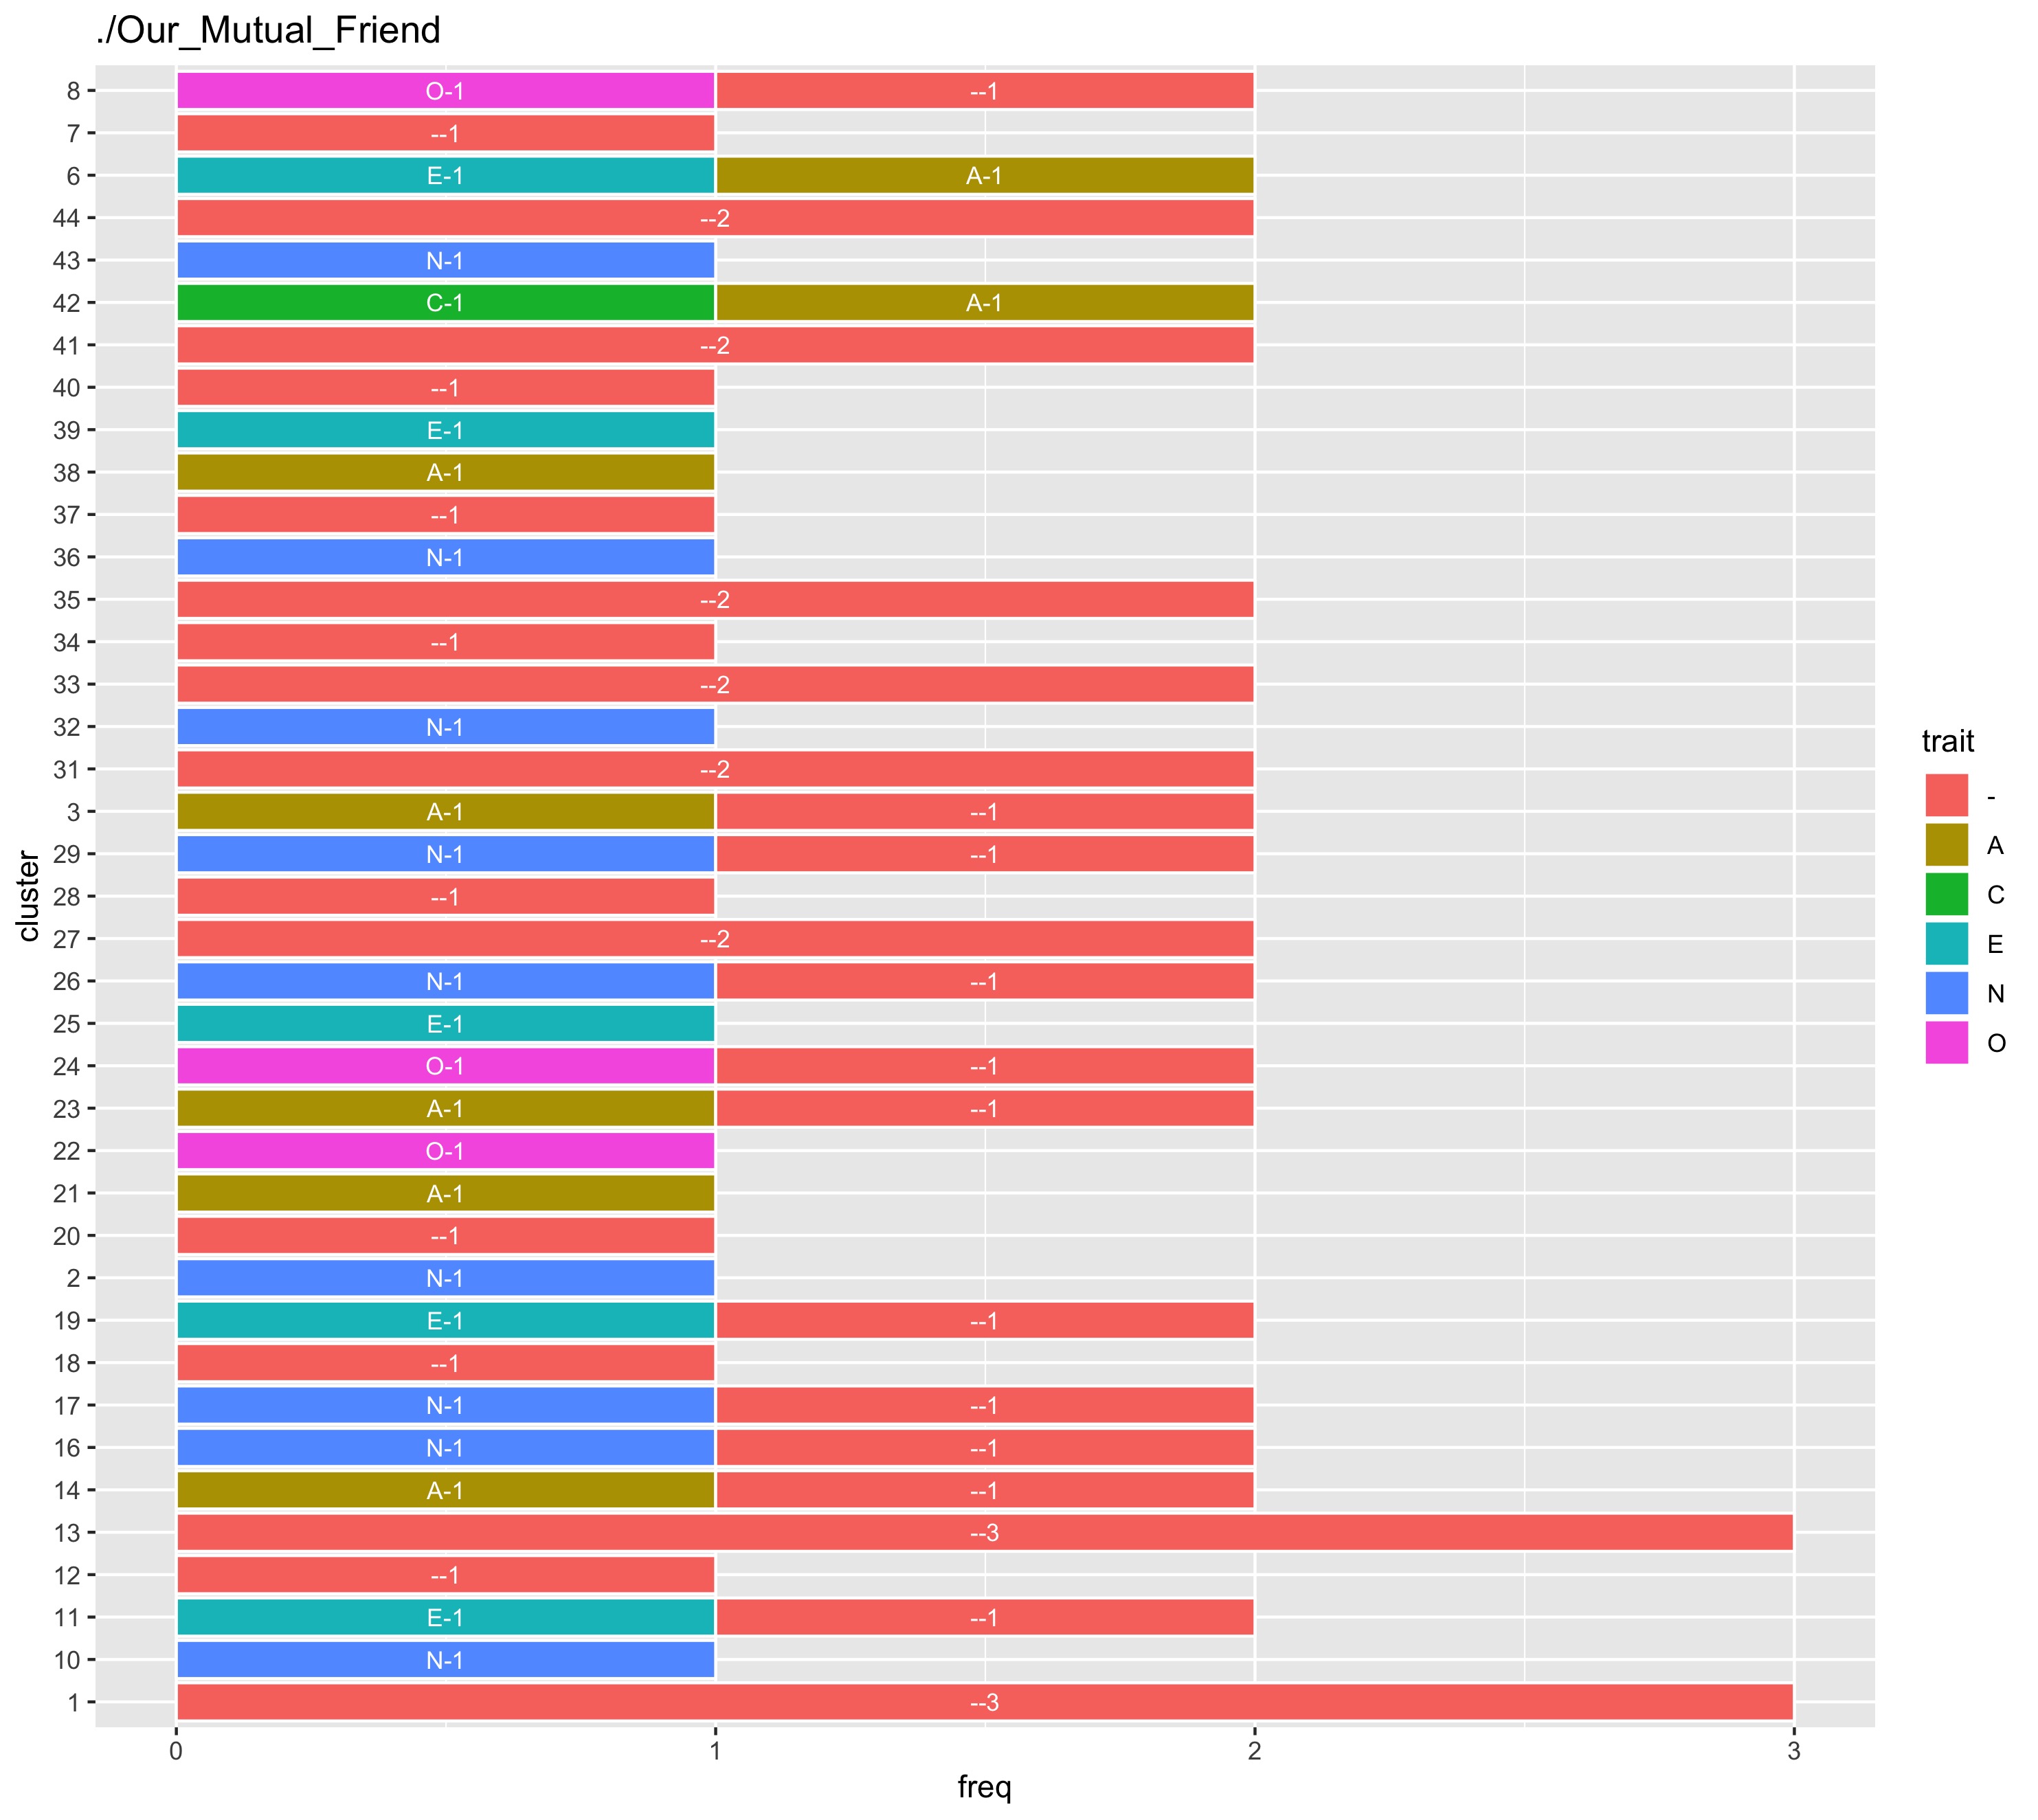 ./Our_Mutual_Friend
8 O-1 --1
7 --1
6 E-1 A-1
44 --2
43 N-1
42 C-1 A-1
41 --2
40 --1
39 E-1
38 A-1
37 --1
36 N-1
35 --2
34 --1
33 --2
32 N-1
31 --2
3 A-1 --1
29 N-1 --1
28 --1
27 --2
26 N-1 --1
25 E-1
24 O-1 --1
23 A-1 --1
22 O-1
21 A-1
20 --1
2 N-1
19 E-1 --1
18 --1
17 N-1 --1
16 N-1 --1
14 A-1 --1
13 --3
12 --1
11 E-1 --1
10 N-1
1 --3
0 1 2 3
freq
cluster
trait
-
A
C
E
N
O